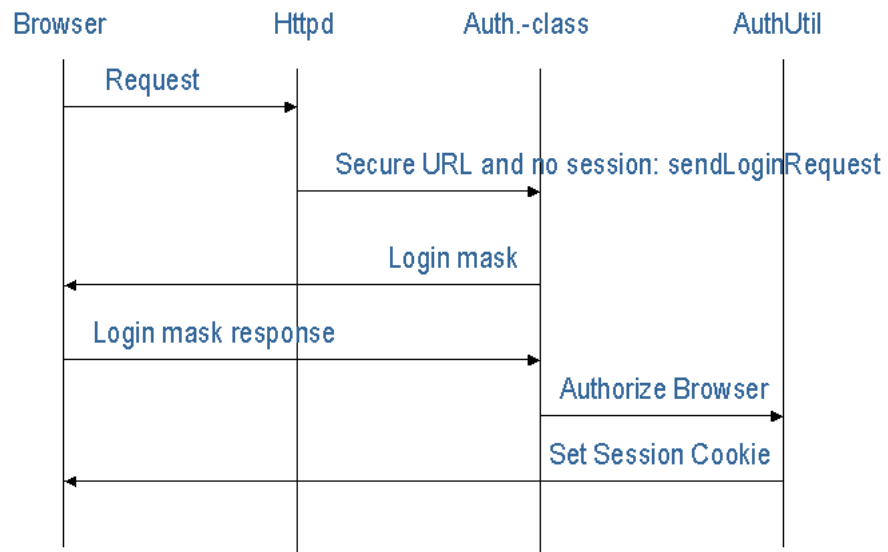 Browser Httpd Auth.-class AuthUtil
Request
Secure URL and no session: sendLoginRequest
Login mask
Login mask response
Authorize Browser
Set Session Cookie